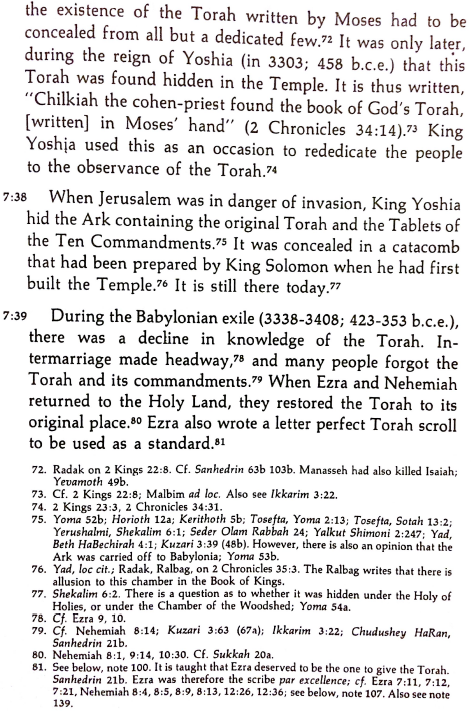 the existence of the Torah written by Moses had to be
concealed from all but a dedicated few.72 It was only later,
during the reign of Yoshia (in 3303; 458 b.c.e.) that this
Torah was found hidden in the Temple. It is thus written,
"Chilkiah the cohen-priest found the book of God's Torah,
[written] in Moses' hand" (2 Chronicles 34:14).73 King
Yoshia used this as an occasion to rededicate the people
to the observance of the Torah.74
7:38 When Jerusalem was in danger of invasion, King Yoshia
hid the Ark containing the original Torah and the Tablets of
the Ten Commandments.75 It was concealed in a catacomb
that had been prepared by King Solomon when he had first
built the Temple.76 It is still there today.77
7:39 During the Babylonian exile (3338-3408; 423-353 b.c.e.),
there was a decline in knowledge of the Torah. In-
termarriage made headway,78 and many people forgot the
Torah and its commandments.79 When Ezra and Nehemiah
returned to the Holy Land, they restored the Torah to its
original place.80 Ezra also wrote a letter perfect Torah scroll
to be used as a standard.81
72. Radak on 2 Kings 22:8. Cf. Sanhedrin 63b 103b. Manasseh had also killed Isaiah;
Yevamoth 49b.
73. Cf. 2 Kings 22:8; Malbim ad loc. Also see Ikkarim 3:22.
74. 2 Kings 23:3, 2 Chronicles 34:31.
75. Yoma 52b; Horioth 12a; Kerithoth 5b; Tosefta, Yoma 2:13; Tosefta, Sotah 13:2;
Yerushalmi, Shekalim 6:1; Seder Olam Rabbah 24; Yalkut Shimoni 2:247; Yad,
Beth HaBechirah 4:1; Kuzari 3:39 (48b). However, there is also an opinion that the
Ark was carried off to Babylonia; Yoma 53b.
76. Yad, loc cit.; Radak, Ralbag, on 2 Chronicles 35:3. The Ralbag writes that there is
allusion to this chamber in the Book of Kings.
77. Shekalim 6:2. There is a question as to whether it was hidden under the Holy of
Holies, or under the Chamber of the Woodshed; Yoma 54a.
78. Cf. Ezra 9, 10.
79. Cf. Nehemiah 8:14; Kuzari 3:63 (67a); Ikkarim 3:22; Chudushey HaRan,
Sanhedrin 21b.
80. Nehemiah 8:1, 9:14, 10:30. Cf. Sukkah 20a.
81. See below, note 100. It is taught that Ezra deserved to be the one to give the Torah.
Sanhedrin 21b. Ezra was therefore the scribe par excellence; cf. Ezra 7:11, 7:12,
7:21, Nehemiah 8:4, 8:5, 8:9, 8:13, 12:26, 12:36; see below, note 107. Also see note
139.